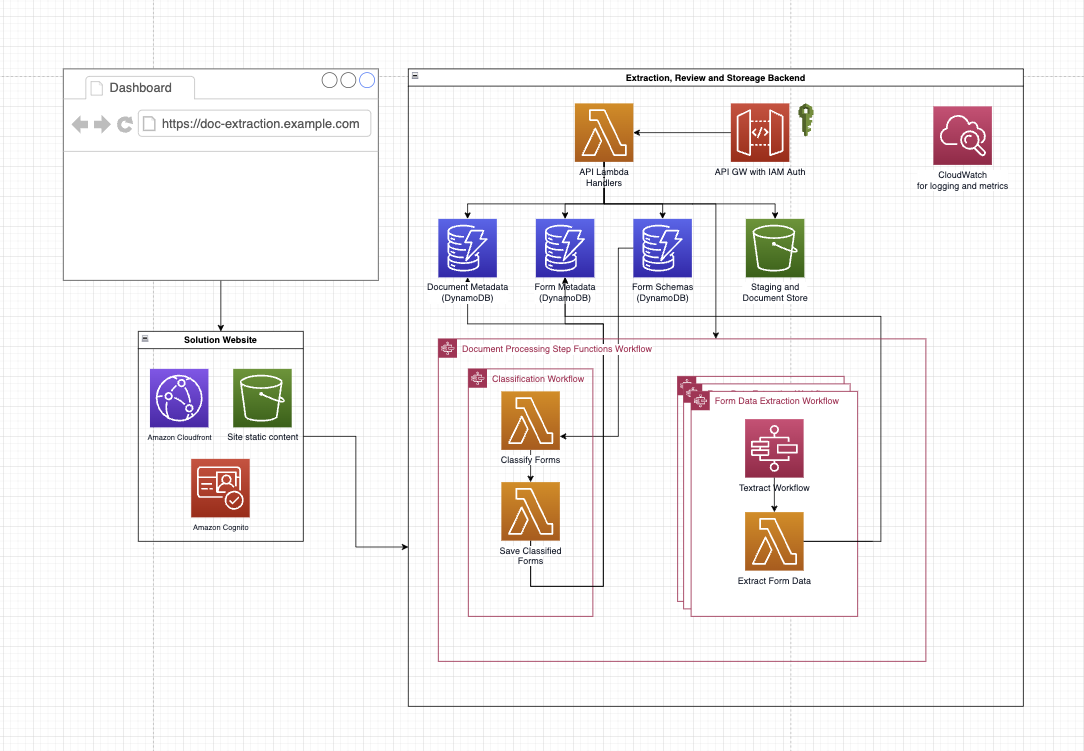 Dashboard
https://doc-extraction.example.com
Extraction, Review and Storeage Backend
API Lambda
Handlers
API GW with IAM Auth
CloudWatch
for logging and metrics
Document Metadata
(DynamoDB)
Form Metadata
(DynamoDB)
Form Schemas
(DynamoDB)
Staging and
Document Store
Solution Website
Amazon Cloudfront
Site static content
Amazon Cognito
Document Processing Step Functions Workflow
Classification Workflow
Classify Forms
Save Classified
Forms
Form Data Extraction Workflow
Textract Workflow
Extract Form Data